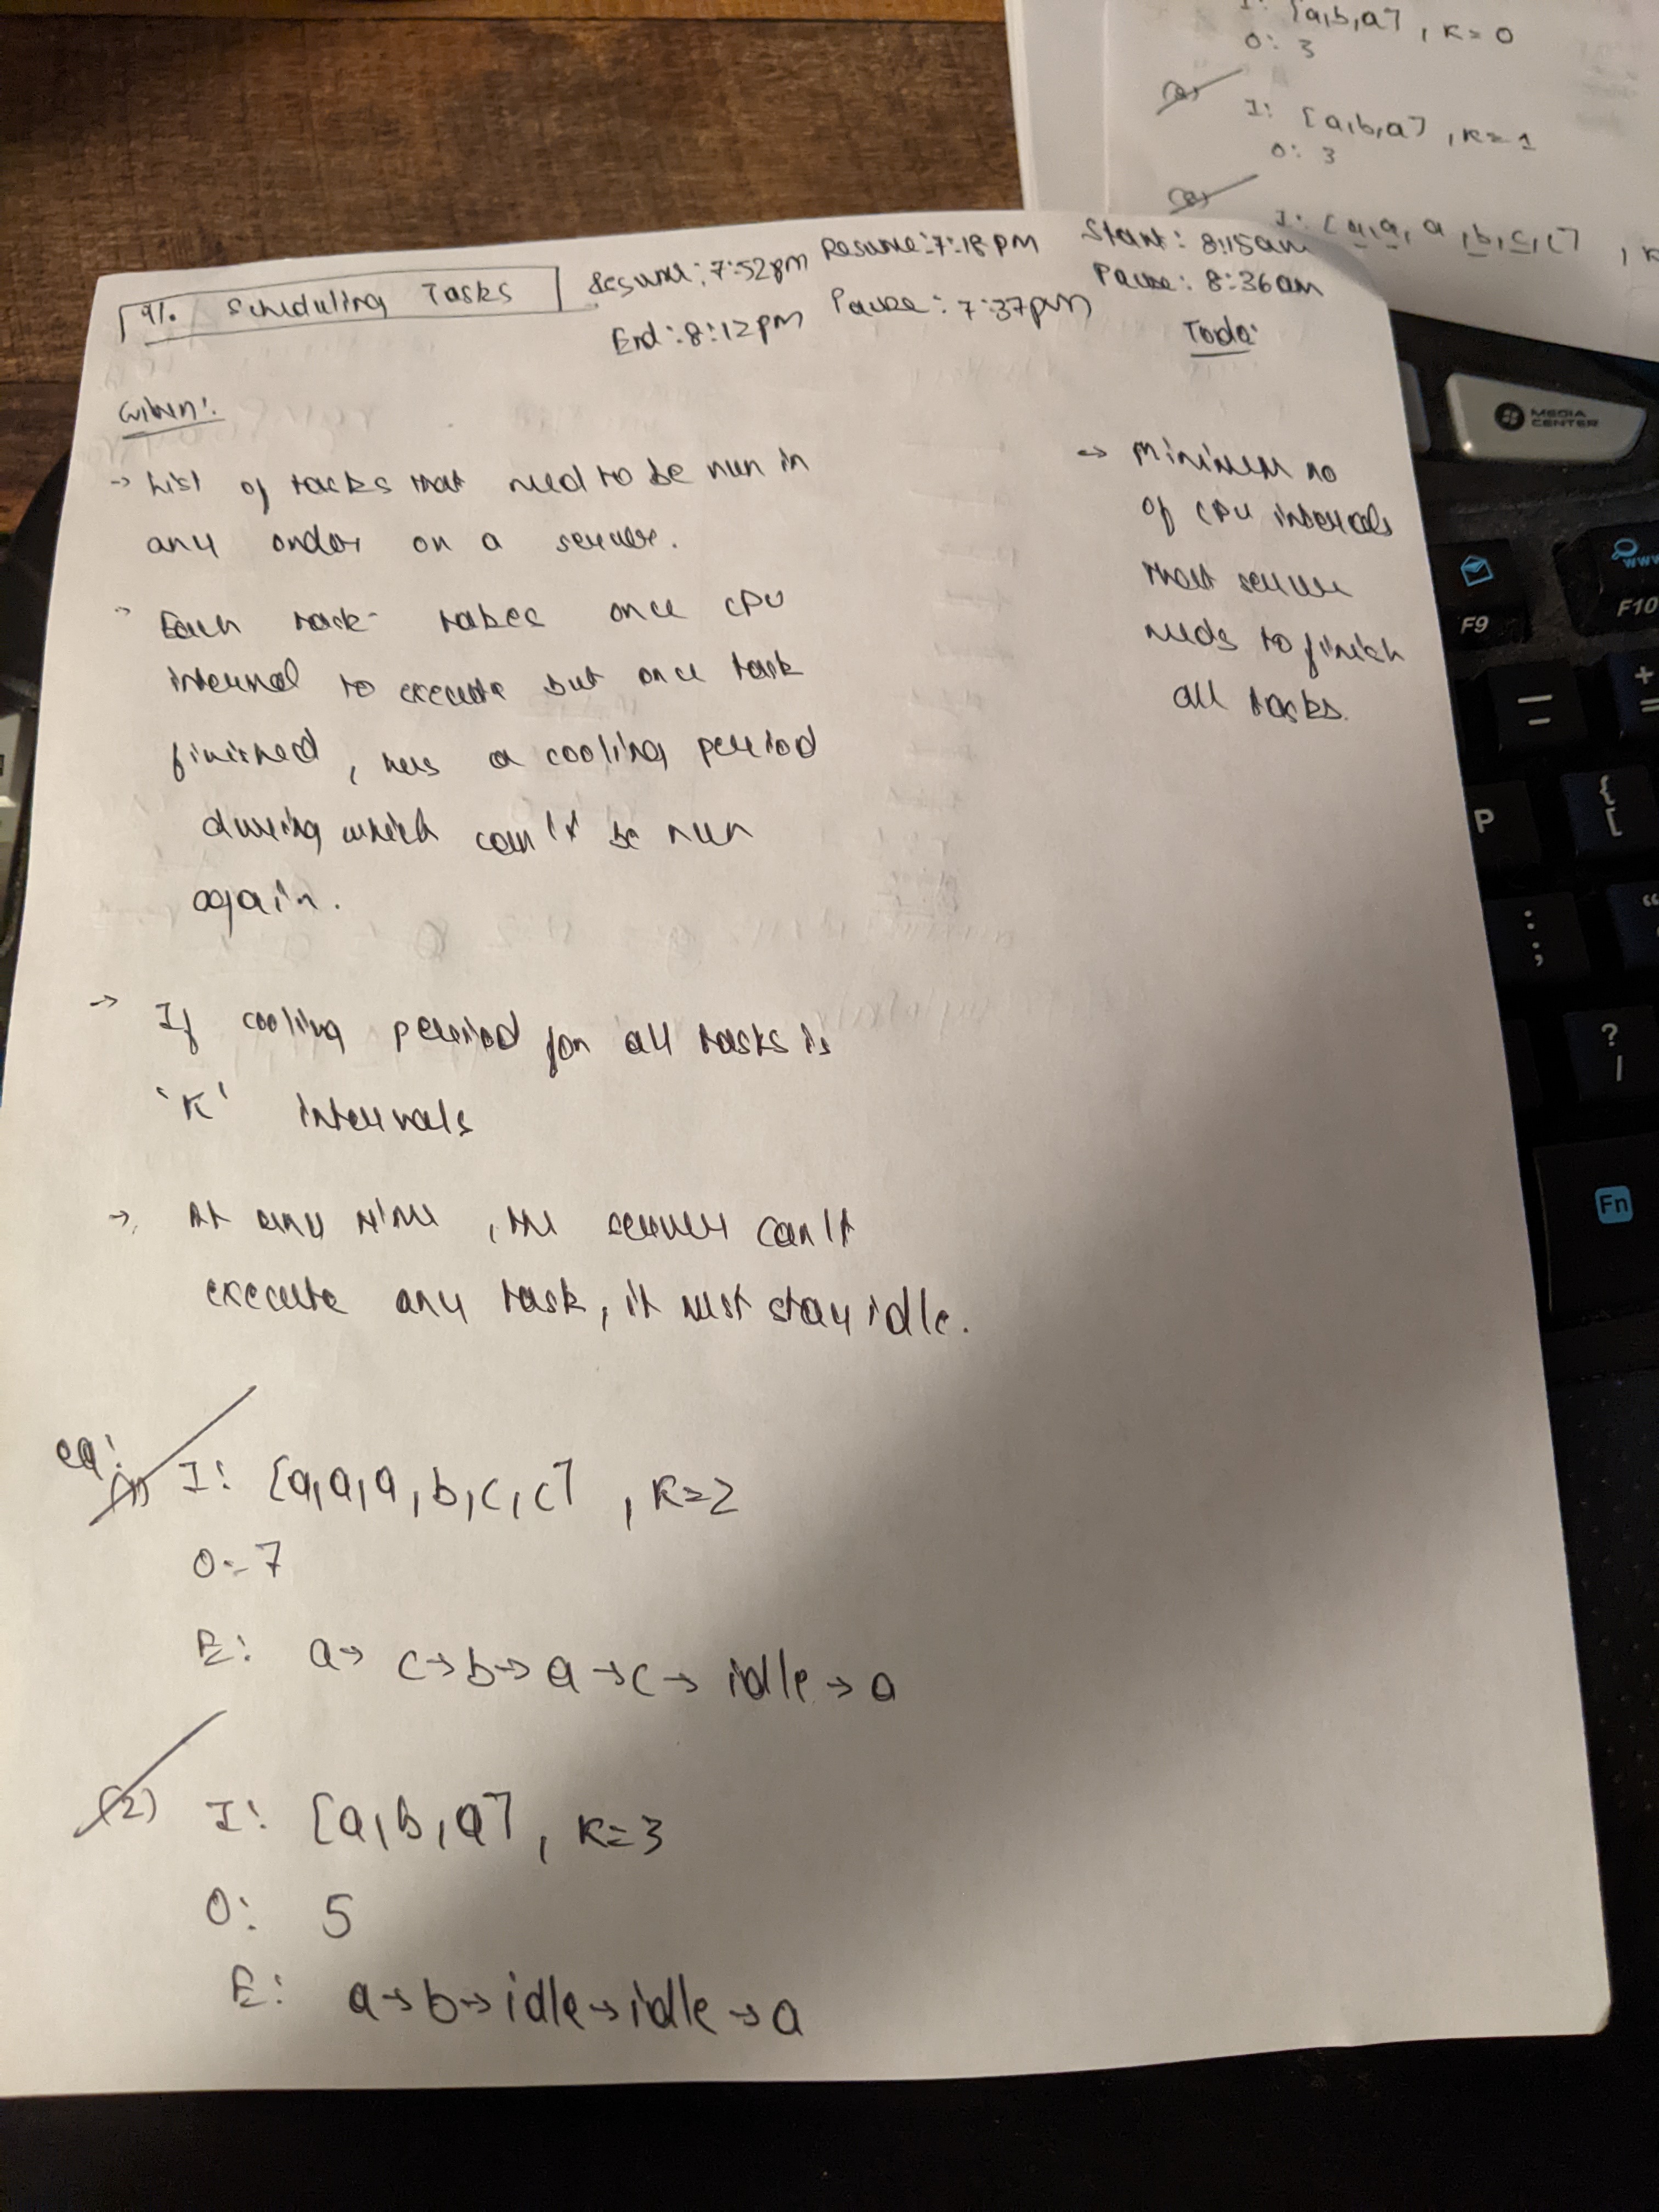 I: [a,b,a], K=0
O: 3
(2)
I: [a,b,a], K=1
O: 3
(3)
I: [a,a,a,b,c,c], K
91. Scheduling Tasks
Resume: 7:52pm
End: 8:12pm
Resume: 7:18pm
Pause: 7:37pm
Start: 8:15am
Pause: 8:36am
Given:
→ List of tasks that need to be run in
any order on a server.
→ Each task takes once CPU
interval to execute but once task
finished, has a cooling period
during which can't be run
again.
→ If cooling period for all tasks is
'K' intervals
→ At any time, the server can't
execute any task, it must stay idle.
Todo:
→ Minimum no
of CPU intervals
that server
needs to finish
all tasks.
eg:
(1) I: [a,a,a,b,c,c], K=2
O: 7
E: a→ c→b→a→c→ idle→a
(2) I: [a,b,a], K=3
O: 5
E: a→b→idle→idle→a
MEDIA
CENTER
WWW
F9
F10
+
=
–
P
{
[
:
;
“
?
/
Fn